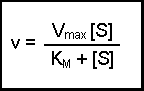 v = Vmax [S]
KM + [S]